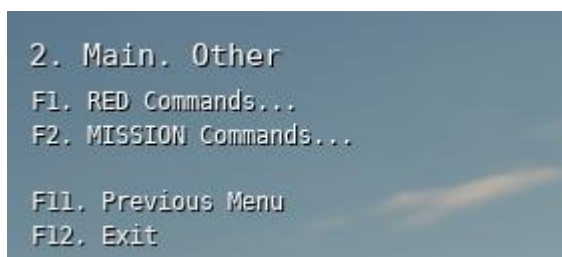 2. Main. Other
F1. RED Commands...
F2. MISSION Commands...
F11. Previous Menu
F12. Exit